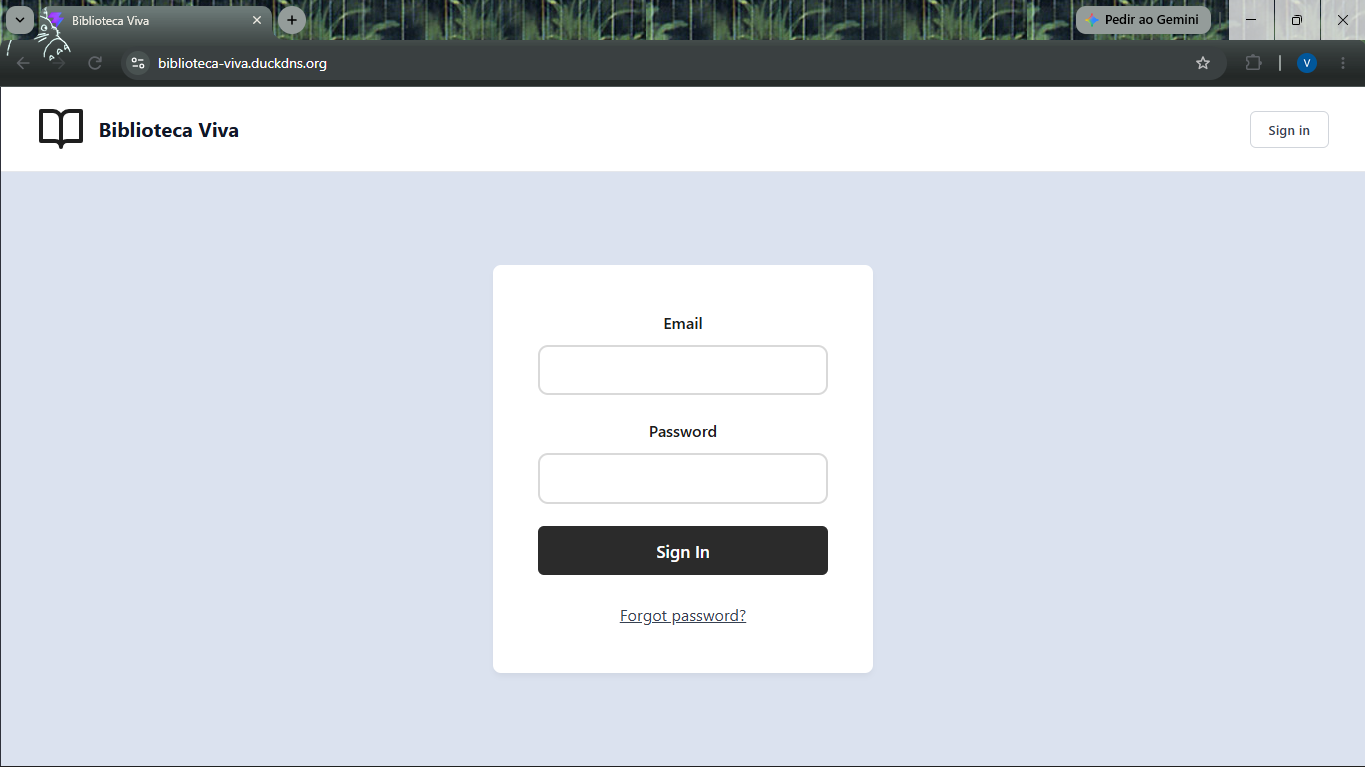 Biblioteca Viva
Pedir ao Gemini
biblioteca-viva.duckdns.org
V
Biblioteca Viva
Sign in
Email
Password
Sign In
Forgot password?